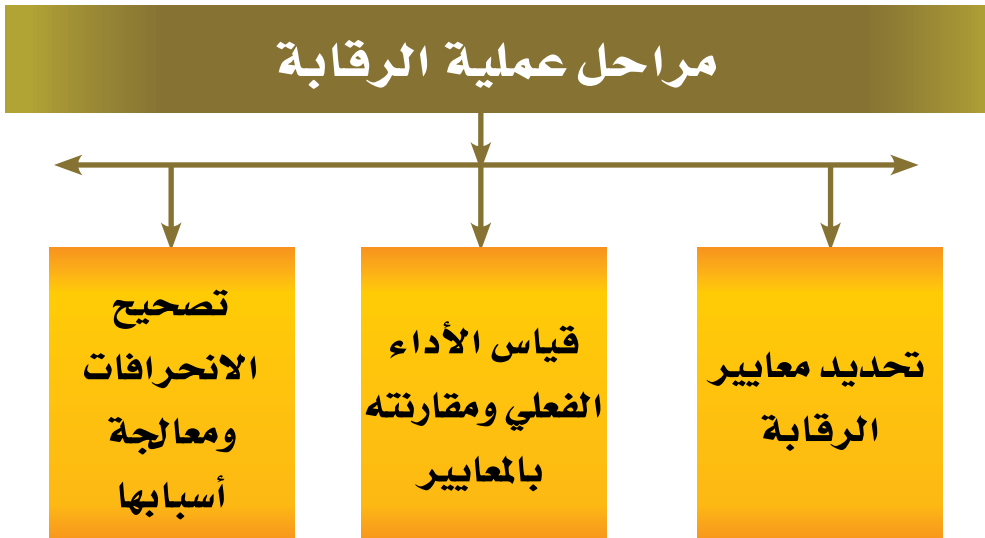 مراحل عملية الرقابة
تحديد معايير
الرقابة
قياس الأداء
الفعلي ومقارنته
بالمعايير
تصحيح
الانحرافات
ومعالجة
أسبابها